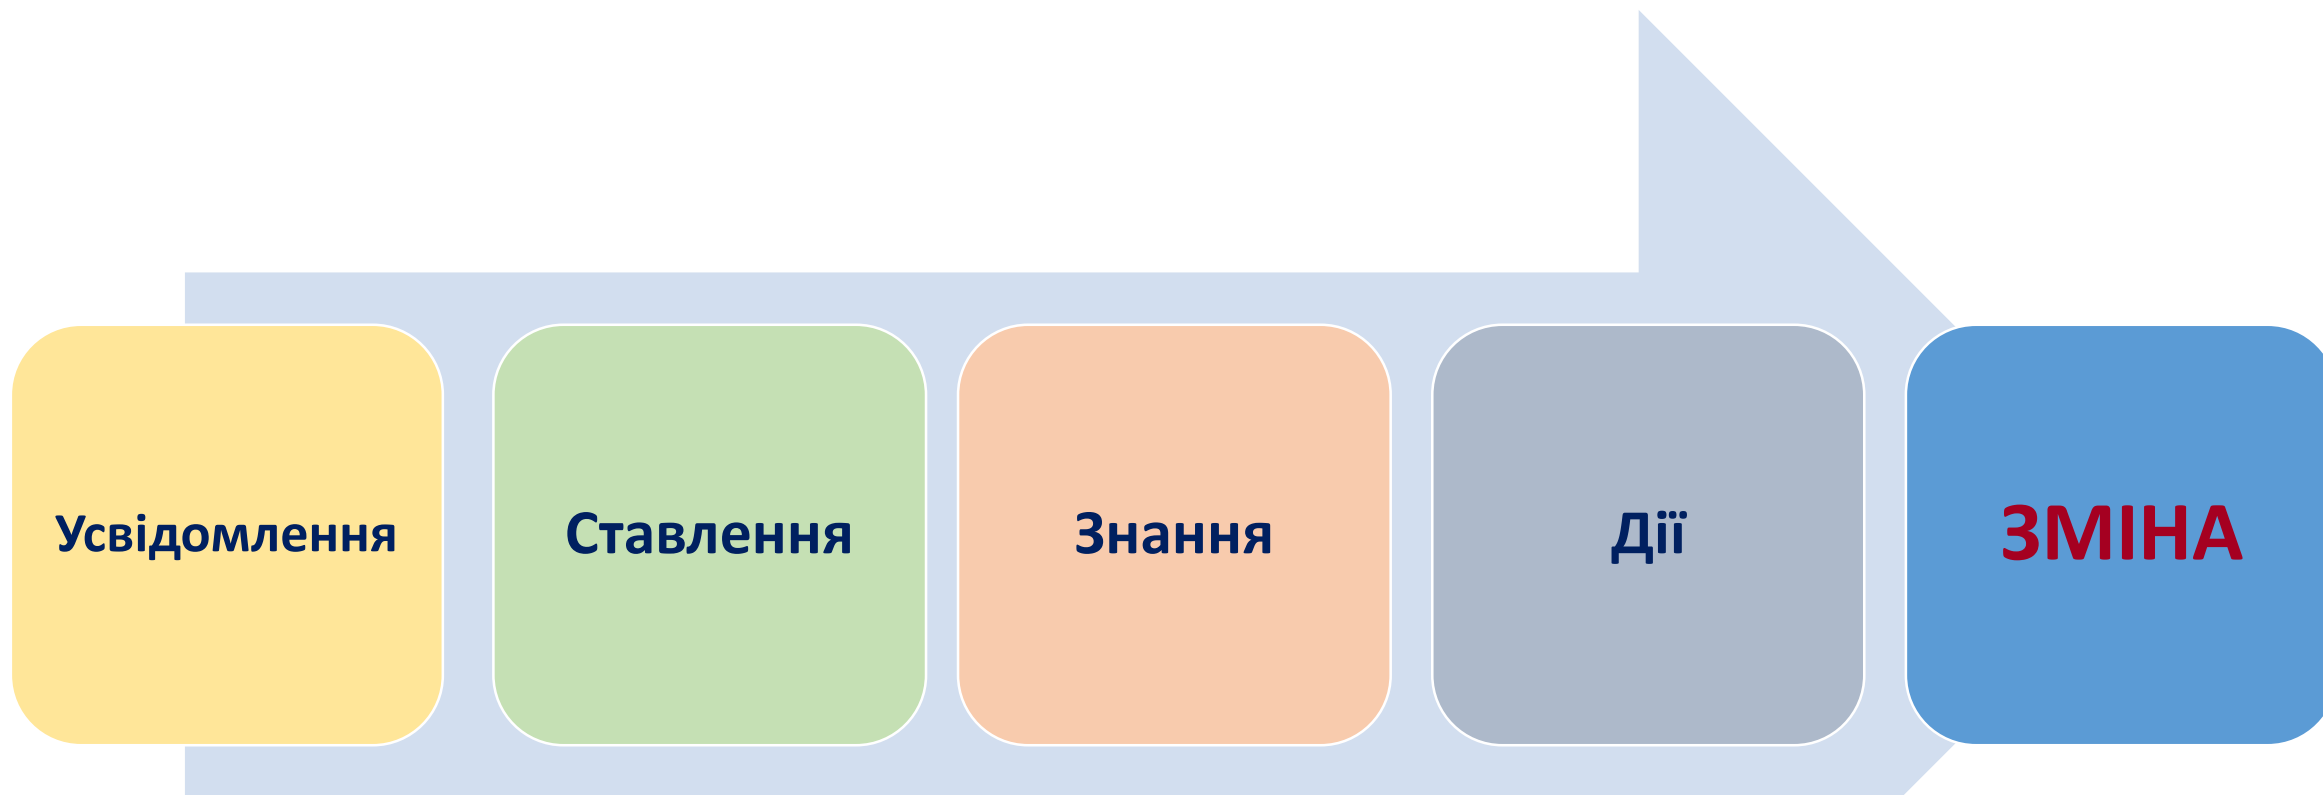 Усвідомлення
Ставлення
Знання
Дії
ЗМІНА